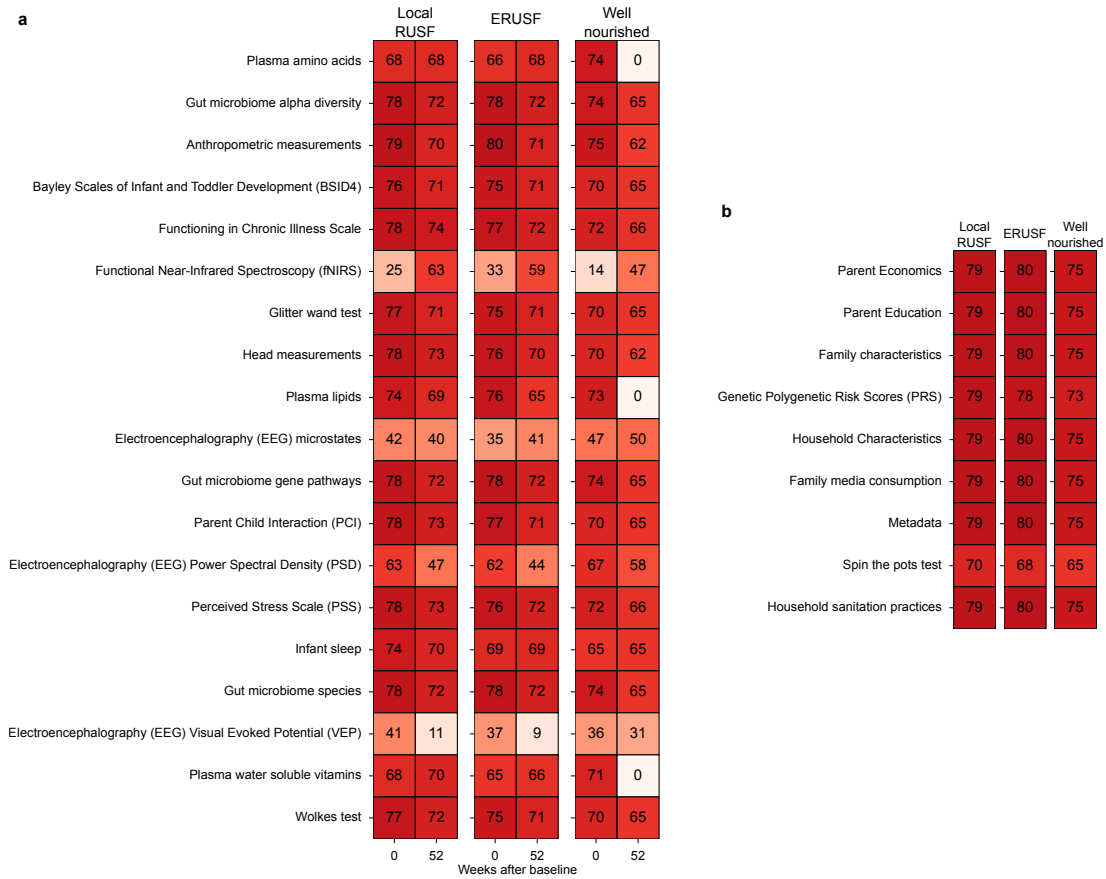 a
Local
RUSF
ERUSF
Well
nourished
Plasma amino acids 68 68 66 68 74 0
Gut microbiome alpha diversity 78 72 78 72 74 65
Anthropometric measurements 79 70 80 71 75 62
Bayley Scales of Infant and Toddler Development (BSID4) 76 71 75 71 70 65
Functioning in Chronic Illness Scale 78 74 77 72 72 66
Functional Near-Infrared Spectroscopy (fNIRS) 25 63 33 59 14 47
Glitter wand test 77 71 75 71 70 65
Head measurements 78 73 76 70 70 62
Plasma lipids 74 69 76 65 73 0
Electroencephalography (EEG) microstates 42 40 35 41 47 50
Gut microbiome gene pathways 78 72 78 72 74 65
Parent Child Interaction (PCI) 78 73 77 71 70 65
Electroencephalography (EEG) Power Spectral Density (PSD) 63 47 62 44 67 58
Perceived Stress Scale (PSS) 78 73 76 72 72 66
Infant sleep 74 70 69 69 65 65
Gut microbiome species 78 72 78 72 74 65
Electroencephalography (EEG) Visual Evoked Potential (VEP) 41 11 37 9 36 31
Plasma water soluble vitamins 68 70 65 66 71 0
Wolkes test 77 72 75 71 70 65
0 52 0 52 0 52
Weeks after baseline
b
Local
RUSF
ERUSF
Well
nourished
Parent Economics 79 80 75
Parent Education 79 80 75
Family characteristics 79 80 75
Genetic Polygenetic Risk Scores (PRS) 79 78 73
Household Characteristics 79 80 75
Family media consumption 79 80 75
Metadata 79 80 75
Spin the pots test 70 68 65
Household sanitation practices 79 80 75